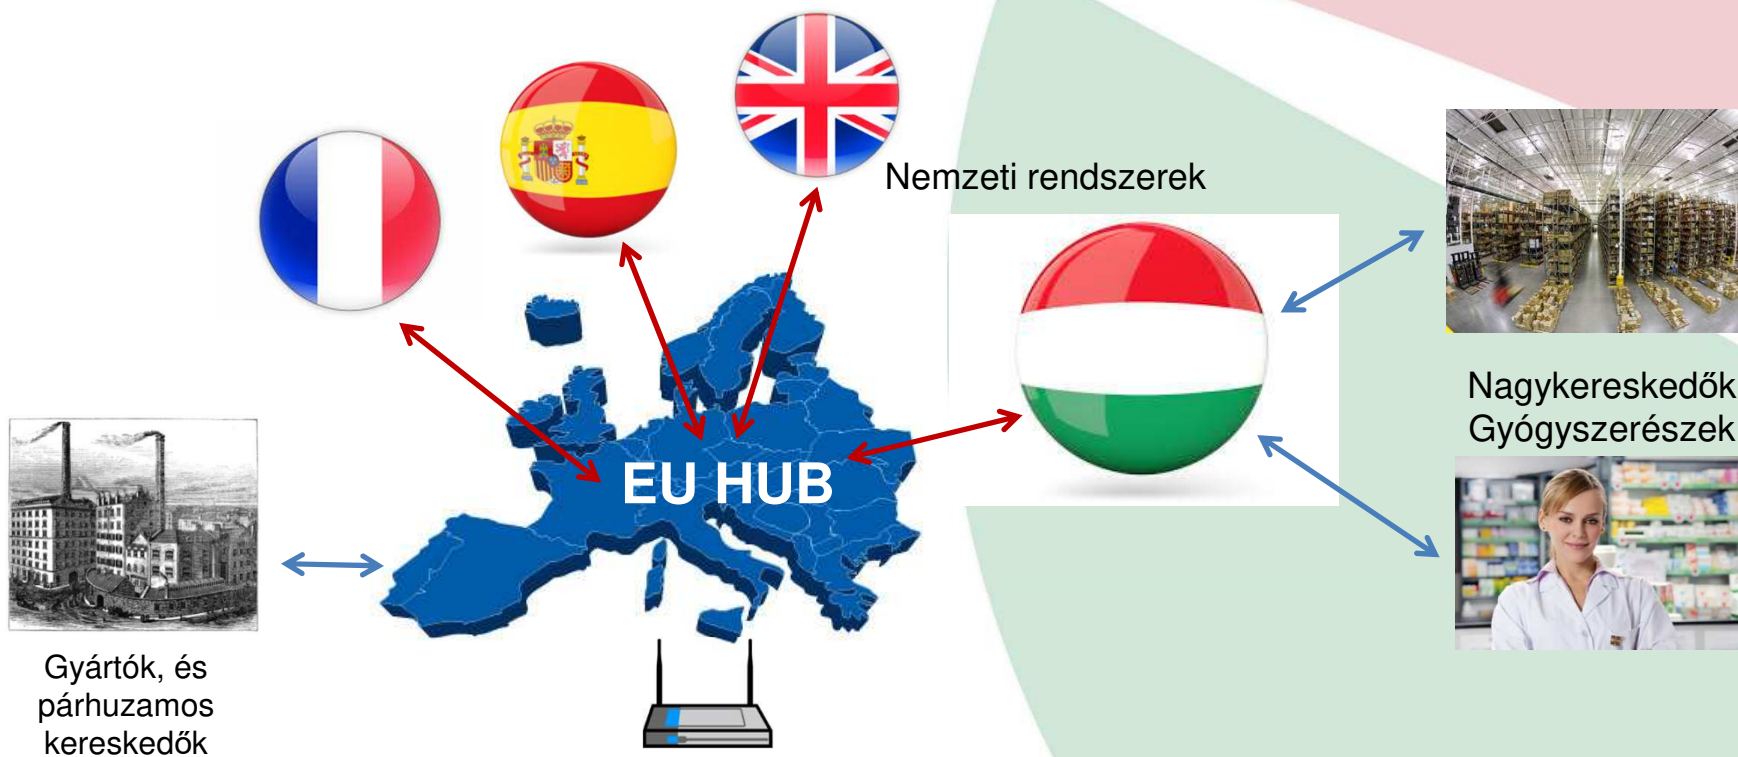 Nemzeti rendszerek
EU HUB
Nagykereskedők
Gyógyszerészek
Gyártók, és
párhuzamos
kereskedők